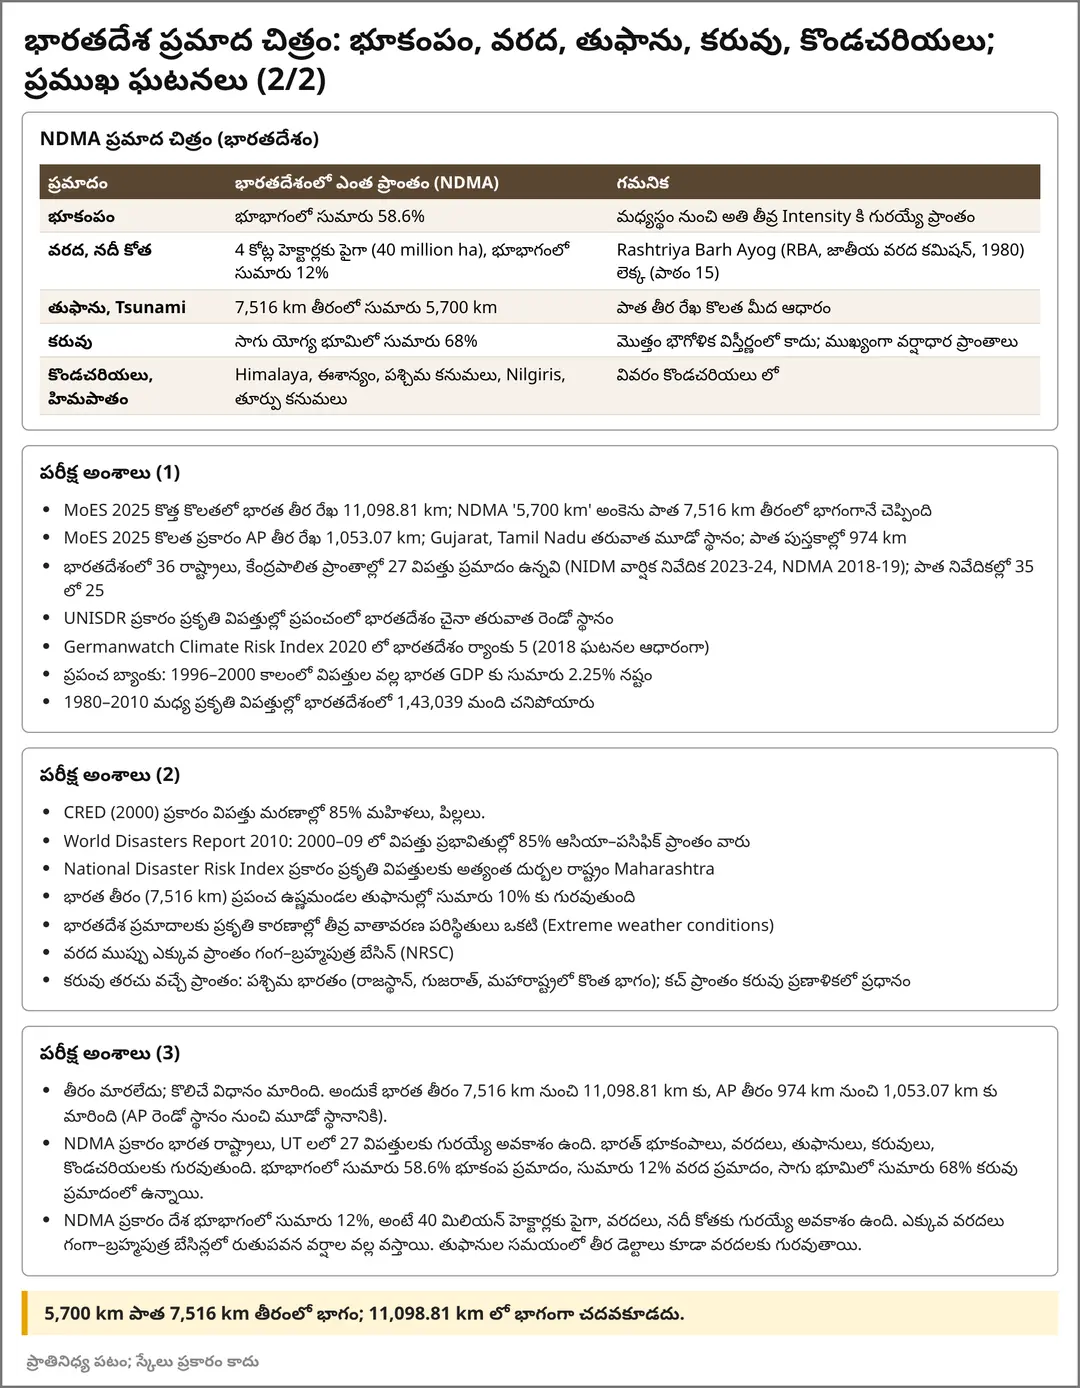 భారతదేశ ప్రమాద చిత్రం: భూకంపం, వరద, తుఫాను, కరువు, కొండచరియలు;
ప్రముఖ ఘటనలు (2/2)
NDMA ప్రమాద చిత్రం (భారతదేశం)
ప్రమాదం భారతదేశంలో ఎంత ప్రాంతం (NDMA) గమనిక
భూకంపం భూభాగంలో సుమారు 58.6% మధ్యస్థం నుంచి అతి తీవ్ర Intensity కి గురయ్యే ప్రాంతం
వరద, నదీ కోత 4 కోట్ల హెక్టార్లకు పైగా (40 million ha), భూభాగంలో సుమారు 12% Rashtriya Barh Ayog (RBA, జాతీయ వరద కమిషన్, 1980) లెక్క (పాఠం 15)
తుఫాను, Tsunami 7,516 km తీరంలో సుమారు 5,700 km పాత తీర రేఖ కొలత మీద ఆధారం
కరువు సాగు యోగ్య భూమిలో సుమారు 68% మొత్తం భౌగోళిక విస్తీర్ణంలో కాదు; ముఖ్యంగా వర్షాధార ప్రాంతాలు
కొండచరియలు, హిమపాతం Himalaya, ఈశాన్యం, పశ్చిమ కనుమలు, Nilgiris, తూర్పు కనుమలు వివరం కొండచరియలు లో
పరీక్ష అంశాలు (1)
• MoES 2025 కొత్త కొలతలో భారత తీర రేఖ 11,098.81 km; NDMA '5,700 km' అంకెను పాత 7,516 km తీరంలో భాగంగానే చెప్పింది
• MoES 2025 కొలత ప్రకారం AP తీర రేఖ 1,053.07 km; Gujarat, Tamil Nadu తరువాత మూడో స్థానం; పాత పుస్తకాల్లో 974 km
• భారతదేశంలో 36 రాష్ట్రాలు, కేంద్రపాలిత ప్రాంతాల్లో 27 విపత్తు ప్రమాదం ఉన్నవి (NIDM వార్షిక నివేదిక 2023-24, NDMA 2018-19); పాత నివేదికల్లో 35
లో 25
• UNISDR ప్రకారం ప్రకృతి విపత్తుల్లో ప్రపంచంలో భారతదేశం చైనా తరువాత రెండో స్థానం
• Germanwatch Climate Risk Index 2020 లో భారతదేశం ర్యాంకు 5 (2018 ఘటనల ఆధారంగా)
• ప్రపంచ బ్యాంకు: 1996–2000 కాలంలో విపత్తుల వల్ల భారత GDP కు సుమారు 2.25% నష్టం
• 1980–2010 మధ్య ప్రకృతి విపత్తుల్లో భారతదేశంలో 1,43,039 మంది చనిపోయారు
పరీక్ష అంశాలు (2)
• CRED (2000) ప్రకారం విపత్తు మరణాల్లో 85% మహిళలు, పిల్లలు.
• World Disasters Report 2010: 2000–09 లో విపత్తు ప్రభావితుల్లో 85% ఆసియా–పసిఫిక్ ప్రాంతం వారు
• National Disaster Risk Index ప్రకారం ప్రకృతి విపత్తులకు అత్యంత దుర్బల రాష్ట్రం Maharashtra
• భారత తీరం (7,516 km) ప్రపంచ ఉష్ణమండల తుఫానుల్లో సుమారు 10% కు గురవుతుంది
• భారతదేశ ప్రమాదాలకు ప్రకృతి కారణాల్లో తీవ్ర వాతావరణ పరిస్థితులు ఒకటి (Extreme weather conditions)
• వరద ముప్పు ఎక్కువ ప్రాంతం గంగ–బ్రహ్మపుత్ర బేసిన్ (NRSC)
• కరువు తరచు వచ్చే ప్రాంతం: పశ్చిమ భారతం (రాజస్థాన్, గుజరాత్, మహారాష్ట్రలో కొంత భాగం); కచ్ ప్రాంతం కరువు ప్రణాళికలో ప్రధానం
పరీక్ష అంశాలు (3)
• తీరం మారలేదు; కొలిచే విధానం మారింది. అందుకే భారత తీరం 7,516 km నుంచి 11,098.81 km కు, AP తీరం 974 km నుంచి 1,053.07 km కు
మారింది (AP రెండో స్థానం నుంచి మూడో స్థానానికి).
• NDMA ప్రకారం భారత రాష్ట్రాలు, UT లలో 27 విపత్తులకు గురయ్యే అవకాశం ఉంది. భారత్ భూకంపాలు, వరదలు, తుఫానులు, కరువులు,
కొండచరియలకు గురవుతుంది. భూభాగంలో సుమారు 58.6% భూకంప ప్రమాదం, సుమారు 12% వరద ప్రమాదం, సాగు భూమిలో సుమారు 68% కరువు
ప్రమాదంలో ఉన్నాయి.
• NDMA ప్రకారం దేశ భూభాగంలో సుమారు 12%, అంటే 40 మిలియన్ హెక్టార్లకు పైగా, వరదలు, నదీ కోతకు గురయ్యే అవకాశం ఉంది. ఎక్కువ వరదలు
గంగా–బ్రహ్మపుత్ర బేసిన్లలో రుతుపవన వర్షాల వల్ల వస్తాయి. తుఫానుల సమయంలో తీర డెల్టాలు కూడా వరదలకు గురవుతాయి.
5,700 km పాత 7,516 km తీరంలో భాగం; 11,098.81 km లో భాగంగా చదవకూడదు.
ప్రాతినిధ్య పటం; స్కేలు ప్రకారం కాదు